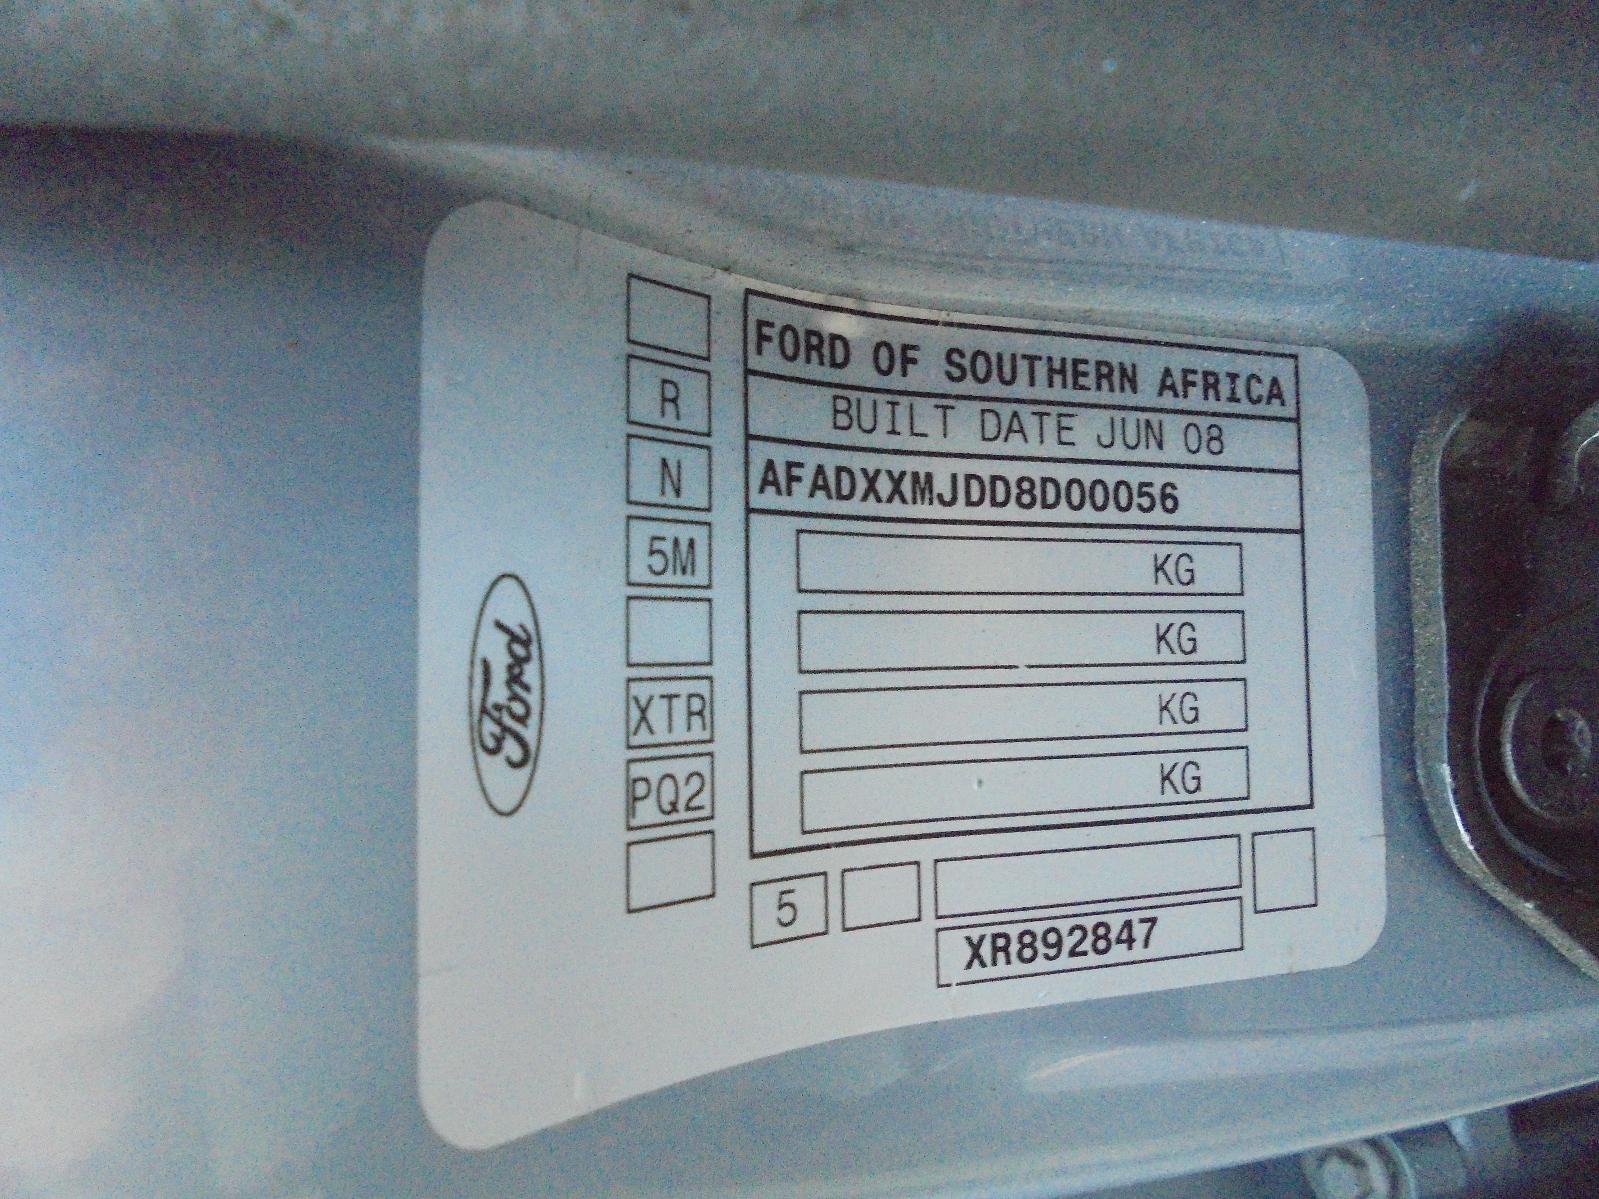 Ford
R
N
5M
XTR
PQ2
FORD OF SOUTHERN AFRICA
BUILT DATE JUN 08
AFADXXMJDD8D00056
KG
KG
KG
KG
5
XR892847